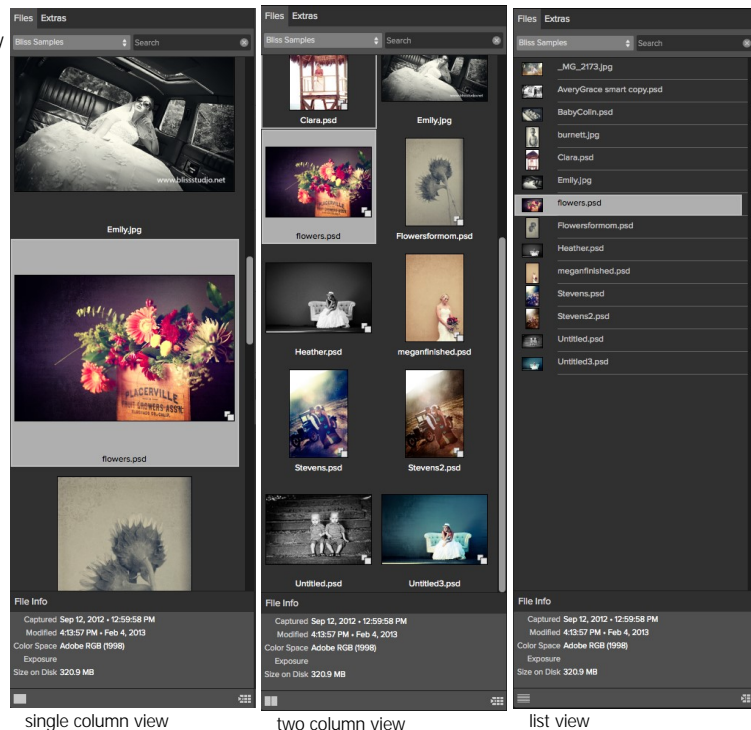 Files Extras
Bliss Samples Search
www.blissstudio.net
Emily.jpg
PLACERVILLE
FRUIT GROWERS ASS'N.
flowers.psd
File Info
Captured Sep 12, 2012 • 12:59:58 PM
Modified 4:13:57 PM • Feb 4, 2013
Color Space Adobe RGB (1998)
Exposure
Size on Disk 320.9 MB
single column view
Files Extras
Bliss Samples Search
www.blissstudio.net
Clara.psd Emily.jpg
PLACERVILLE
flowers.psd Flowersformom.psd
Heather.psd meganfinished.psd
Stevens.psd Stevens2.psd
Untitled.psd Untitled3.psd
File Info
Captured Sep 12, 2012 • 12:59:58 PM
Modified 4:13:57 PM • Feb 4, 2013
Color Space Adobe RGB (1998)
Exposure
Size on Disk 320.9 MB
two column view
Files Extras
Bliss Samples Search
_MG_2173.jpg
AveryGrace smart copy.psd
BabyColin.psd
burnett.jpg
Clara.psd
Emily.jpg
flowers.psd
Flowersformom.psd
Heather.psd
meganfinished.psd
Stevens.psd
Stevens2.psd
Untitled.psd
Untitled3.psd
File Info
Captured Sep 12, 2012 • 12:59:58 PM
Modified 4:13:57 PM • Feb 4, 2013
Color Space Adobe RGB (1998)
Exposure
Size on Disk 320.9 MB
list view